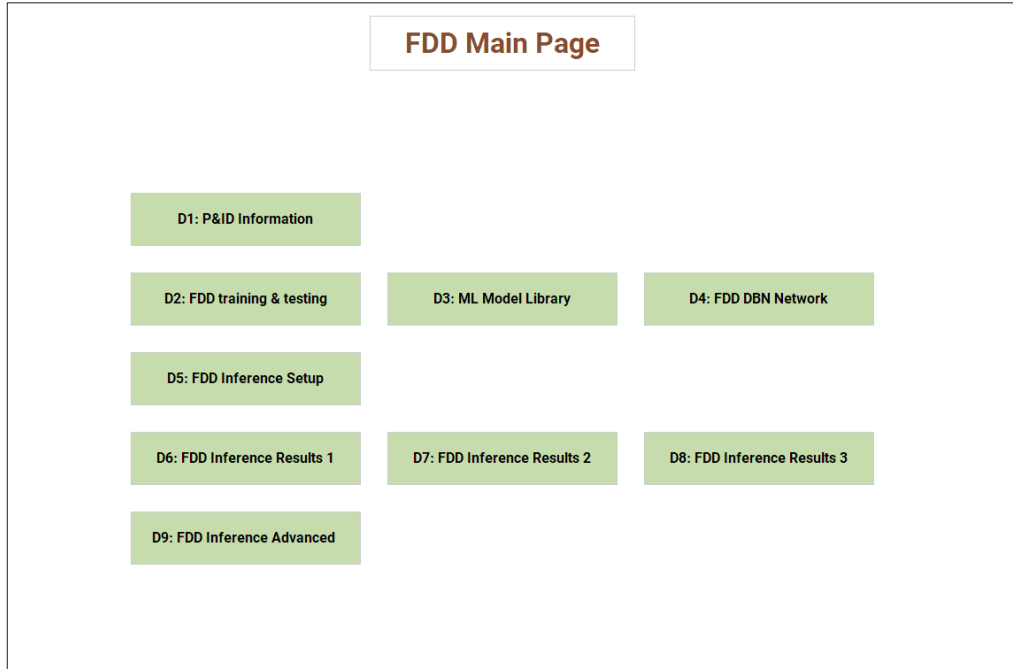 FDD Main Page
D1: P&ID Information
D2: FDD training & testing
D3: ML Model Library
D4: FDD DBN Network
D5: FDD Inference Setup
D6: FDD Inference Results 1
D7: FDD Inference Results 2
D8: FDD Inference Results 3
D9: FDD Inference Advanced